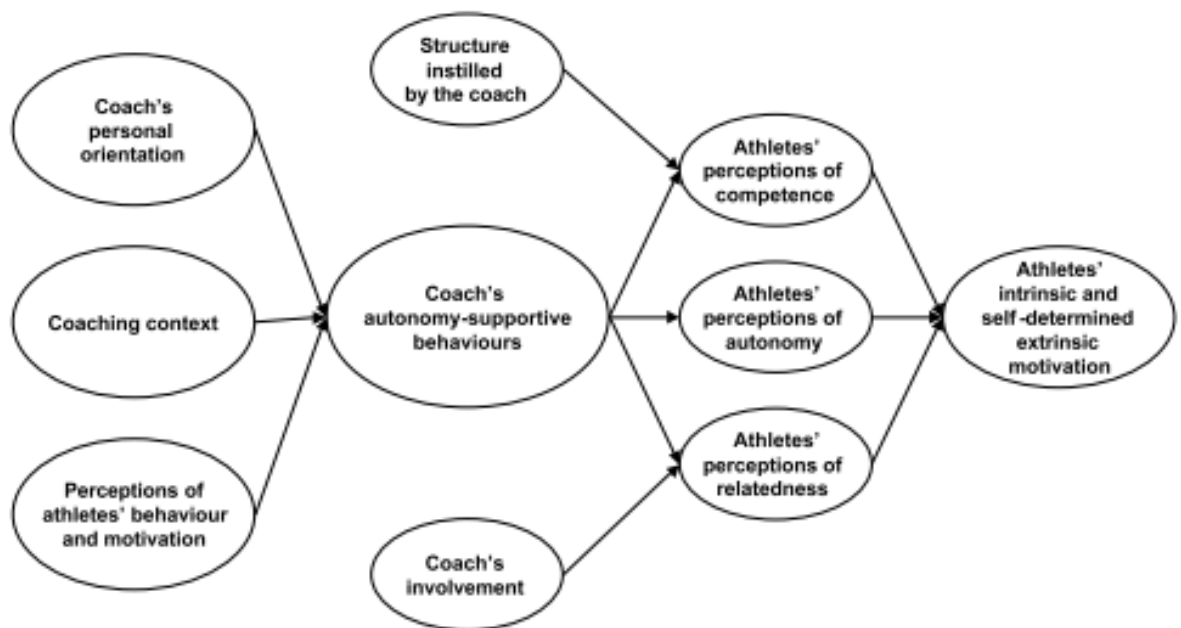 Coach's
personal
orientation
Coaching context
Perceptions of
athletes' behaviour
and motivation
Structure
instilled
by the coach
Coach's
autonomy-supportive
behaviours
Coach's
involvement
Athletes'
perceptions of
competence
Athletes'
perceptions of
autonomy
Athletes'
perceptions of
relatedness
Athletes'
intrinsic and
self-determined
extrinsic
motivation